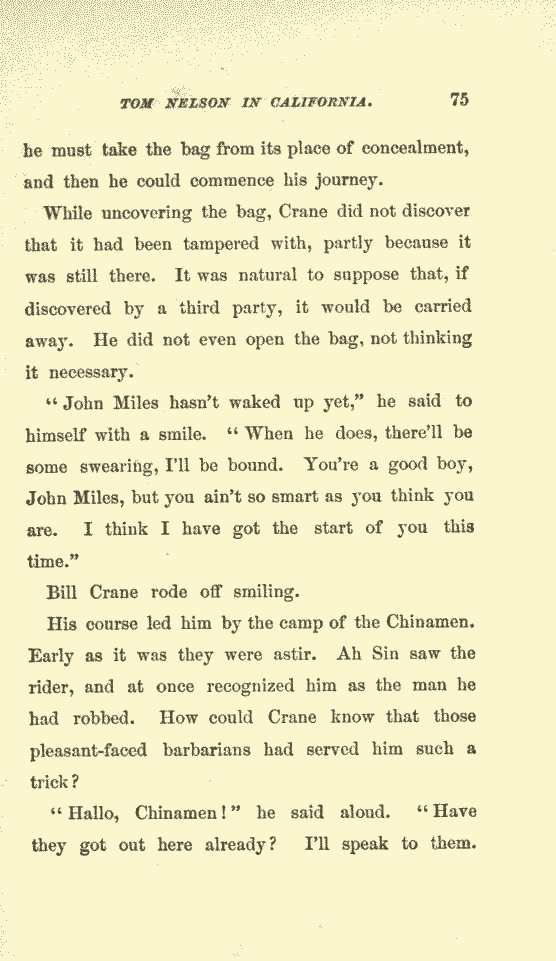 TOM NELSON IN CALIFORNIA. 75
he must take the bag from its place of concealment,
and then he could commence his journey.
While uncovering the bag, Crane did not discover
that it had been tampered with, partly because it
was still there. It was natural to suppose that, if
discovered by a third party, it would be carried
away. He did not even open the bag, not thinking
it necessary.
“ John Miles hasn’t waked up yet,” he said to
himself with a smile. “ When he does, there’ll be
some swearing, I’ll be bound. You’re a good boy,
John Miles, but you ain’t so smart as you think you
are. I think I have got the start of you this
time.”
Bill Crane rode off smiling.
His course led him by the camp of the Chinamen.
Early as it was they were astir. Ah Sin saw the
rider, and at once recognized him as the man he
had robbed. How could Crane know that those
pleasant-faced barbarians had served him such a
trick?
“ Hallo, Chinamen!” he said aloud. “ Have
they got out here already? I’ll speak to them.